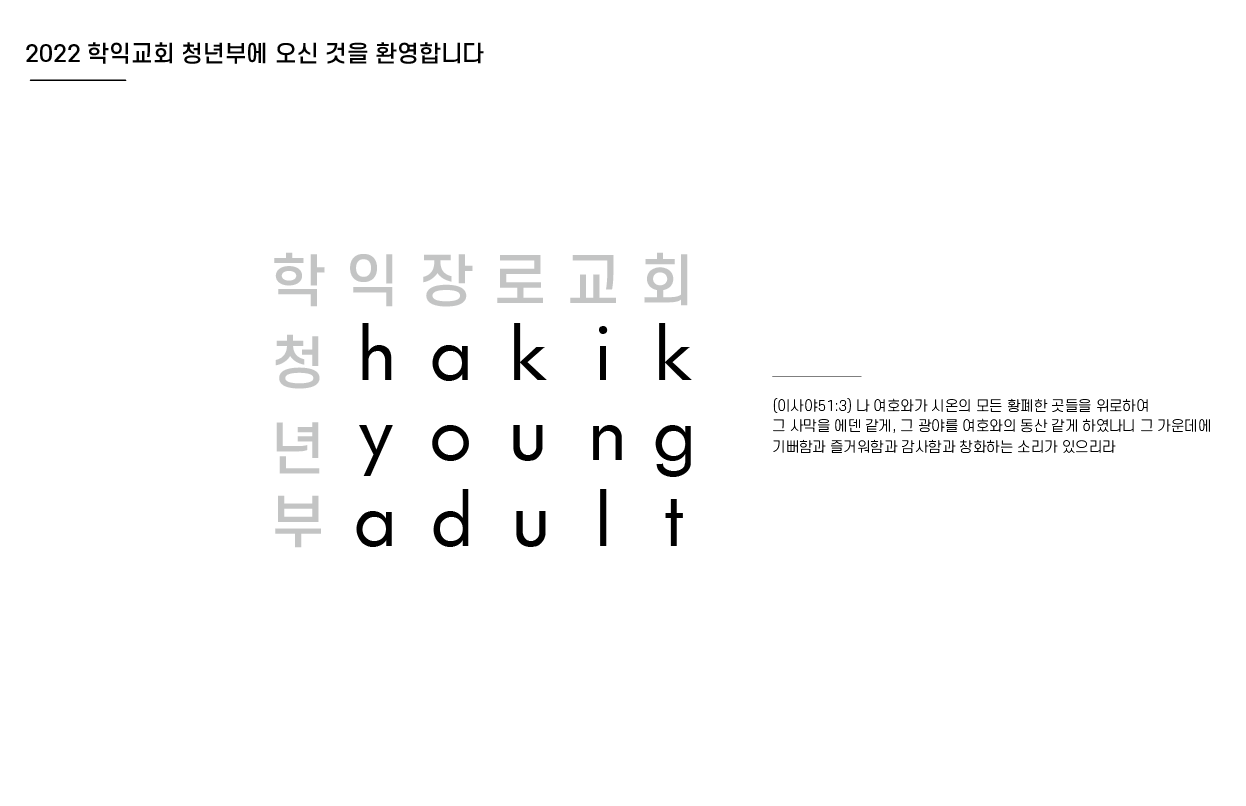 2022 학익교회 청년부에 오신 것을 환영합니다
학익장로교회
청 hakik
년 young
부 adult
(이사야51:3) 나 여호와가 시온의 모든 황폐한 곳들을 위로하여
그 사막을 에덴 같게, 그 광야를 여호와의 동산 같게 하였나니 그 가운데에
기뻐함과 즐거워함과 감사함과 창화하는 소리가 있으리라